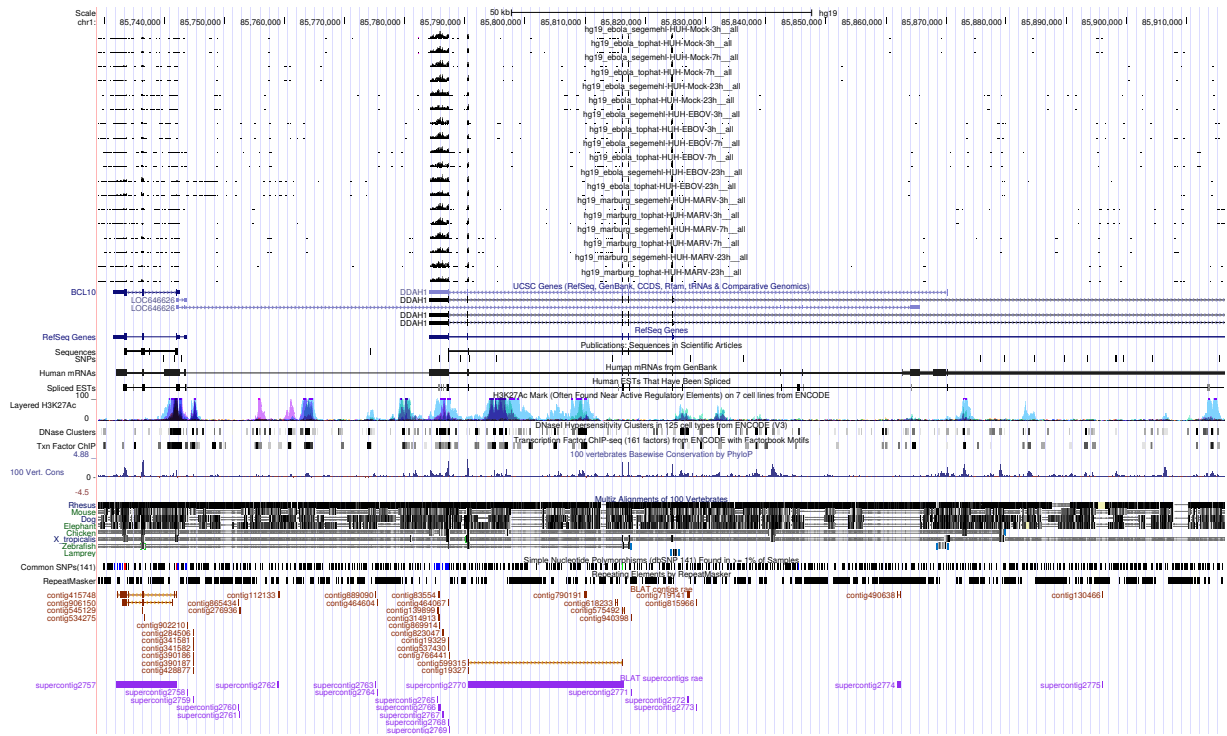 Scale 50 kb hg19
chr1: 85,740,000 85,750,000 85,760,000 85,770,000 85,780,000 85,790,000 85,800,000 85,810,000 85,820,000 85,830,000 85,840,000 85,850,000 85,860,000 85,870,000 85,880,000 85,890,000 85,900,000 85,910,000
hg19_ebola_segemehl-HUH-Mock-3h__all
hg19_ebola_tophat-HUH-Mock-3h__all
hg19_ebola_segemehl-HUH-Mock-7h__all
hg19_ebola_tophat-HUH-Mock-7h__all
hg19_ebola_segemehl-HUH-Mock-23h__all
hg19_ebola_tophat-HUH-Mock-23h__all
hg19_ebola_segemehl-HUH-EBOV-3h__all
hg19_ebola_tophat-HUH-EBOV-3h__all
hg19_ebola_segemehl-HUH-EBOV-7h__all
hg19_ebola_tophat-HUH-EBOV-7h__all
hg19_ebola_segemehl-HUH-EBOV-23h__all
hg19_ebola_tophat-HUH-EBOV-23h__all
hg19_marburg_segemehl-HUH-MARV-3h__all
hg19_marburg_tophat-HUH-MARV-3h__all
hg19_marburg_segemehl-HUH-MARV-7h__all
hg19_marburg_tophat-HUH-MARV-7h__all
hg19_marburg_segemehl-HUH-MARV-23h__all
hg19_marburg_tophat-HUH-MARV-23h__all
UCSC Genes (RefSeq, GenBank, CCDS, Rfam, tRNAs & Comparative Genomics)
BCL10 DDAH1
LOC646626 DDAH1
LOC646626
DDAH1
DDAH1
RefSeq Genes
RefSeq Genes
Publications: Sequences in Scientific Articles
Sequences
SNPs
Human mRNAs from GenBank
Human mRNAs
Human ESTs That Have Been Spliced
Spliced ESTs
H3K27Ac Mark (Often Found Near Active Regulatory Elements) on 7 cell lines from ENCODE
100
Layered H3K27Ac
0
DNaseI Hypersensitivity Clusters in 125 cell types from ENCODE (V3)
DNase Clusters
Transcription Factor ChIP-seq (161 factors) from ENCODE with Factorbook Motifs
Txn Factor ChIP
100 vertebrates Basewise Conservation by PhyloP
4.88
100 Vert. Cons
0
-4.5
Multiz Alignments of 100 Vertebrates
Rhesus
Mouse
Dog
Elephant
Chicken
X_tropicalis
Zebrafish
Lamprey
Simple Nucleotide Polymorphisms (dbSNP 141) Found in >= 1% of Samples
Common SNPs(141)
Repeating Elements by RepeatMasker
RepeatMasker
BLAT contigs rae
contig415748 contig112133 contig889090 contig83554 contig790191 contig719141 contig490638 contig130466
contig906150 contig865434 contig464604 contig464067 contig618233 contig815966
contig545129 contig276936 contig139899 contig575492
contig534275 contig314913 contig940398
contig902210 contig869914
contig284506 contig823047
contig341581 contig19329
contig341582 contig537430
contig390186 contig766441
contig390187 contig599315
contig428877 contig19327
BLAT supercontigs rae
supercontig2757 supercontig2762 supercontig2763 supercontig2770 supercontig2774 supercontig2775
supercontig2758 supercontig2764 supercontig2771
supercontig2759 supercontig2765 supercontig2772
supercontig2760 supercontig2766 supercontig2773
supercontig2761 supercontig2767
supercontig2768
supercontig2769